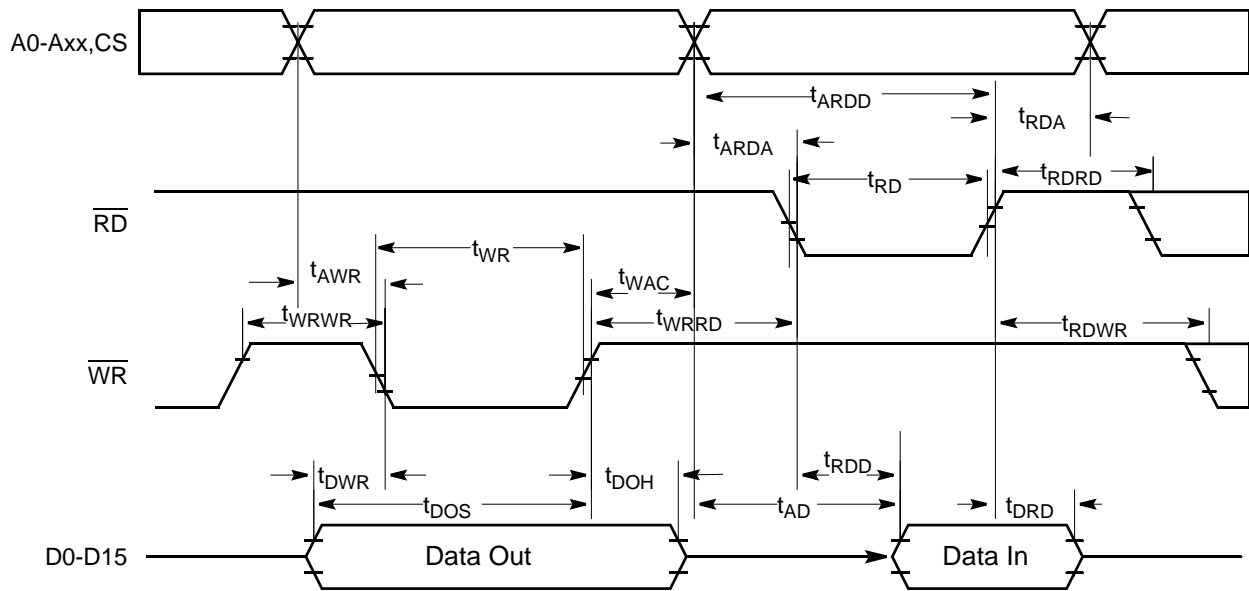 A0-Axx,CS
tARDD
tRDA
tARDA
tRD
tRDRD
RD
tWR
tAWR
tWAC
tWRWR
tWRRD
tRDWR
WR
tRDD
tDWR
tDOH
tDOS
tAD
tDRD
D0-D15
Data Out
Data In